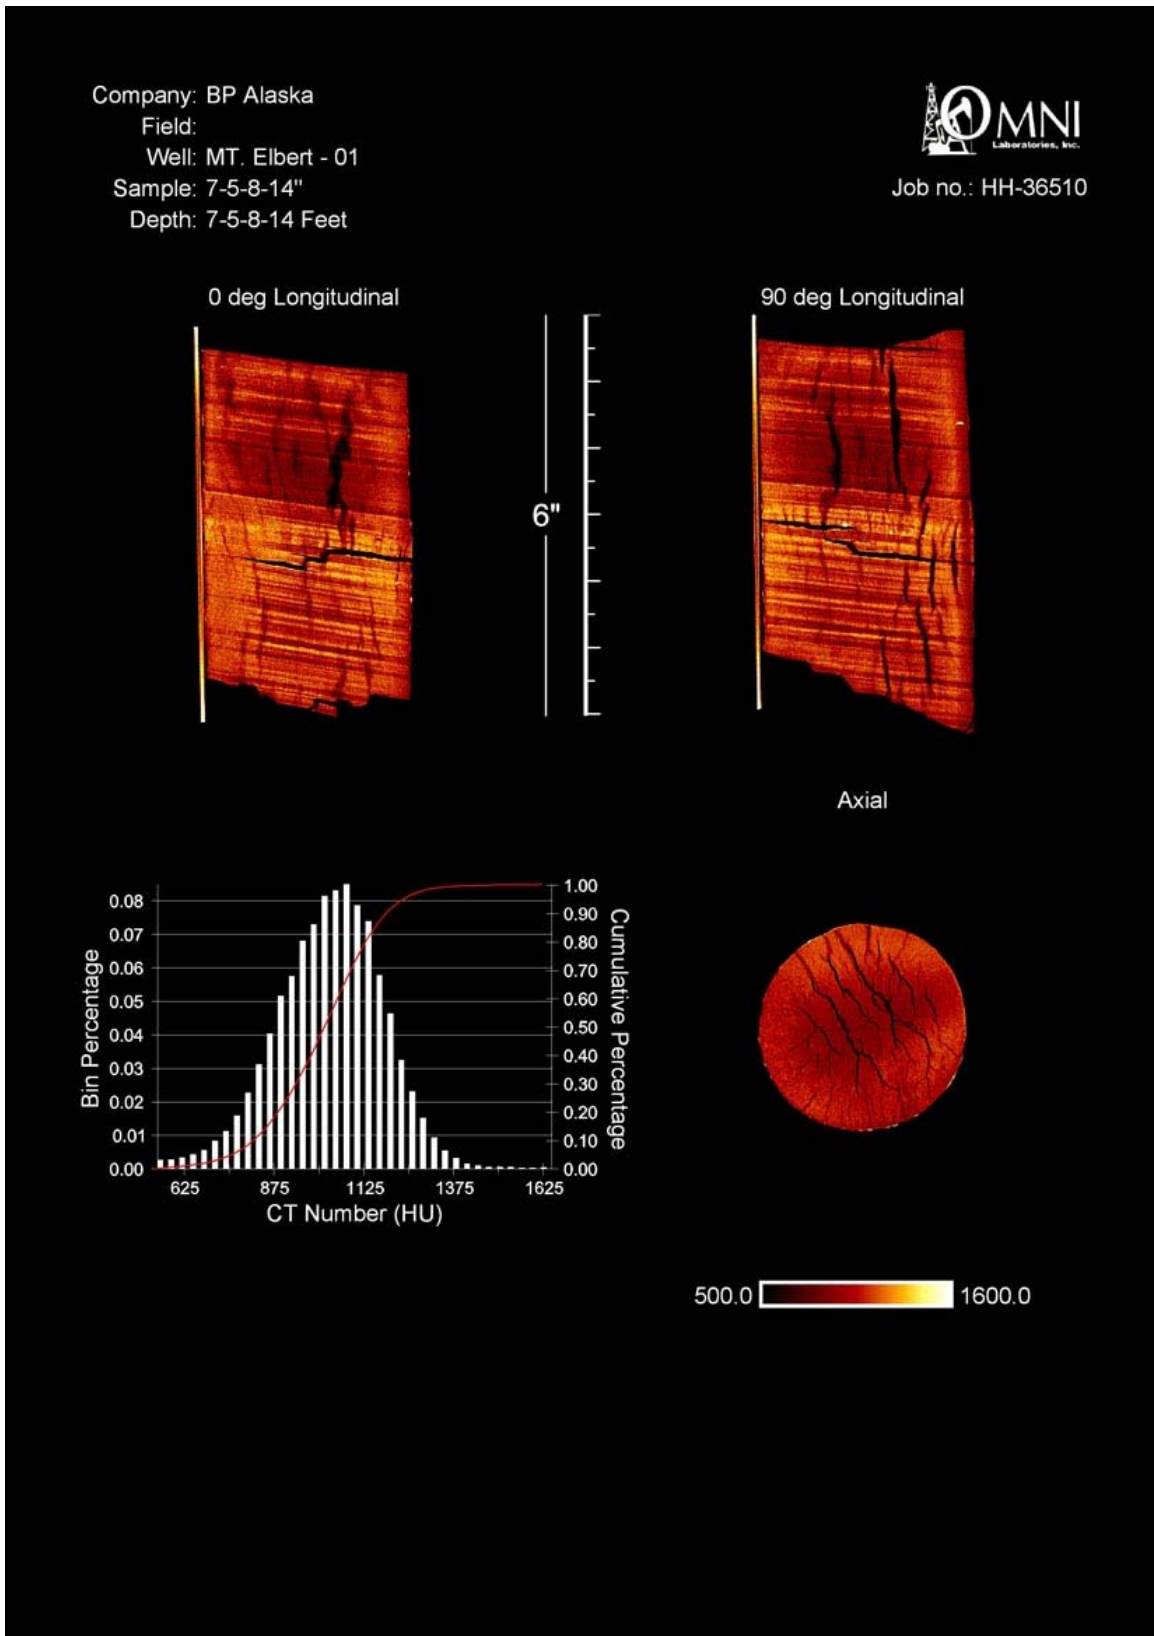 Company: BP Alaska
Field:
Well: MT. Elbert - 01
Sample: 7-5-8-14"
Depth: 7-5-8-14 Feet
OMNI
Laboratories, Inc.
Job no.: HH-36510
0 deg Longitudinal
90 deg Longitudinal
6"
Axial
Bin Percentage
0.08
0.07
0.06
0.05
0.04
0.03
0.02
0.01
0.00
1.00
0.90
0.80
0.70
0.60
0.50
0.40
0.30
0.20
0.10
0.00
Cumulative Percentage
625 875 1125 1375 1625
CT Number (HU)
500.0 1600.0